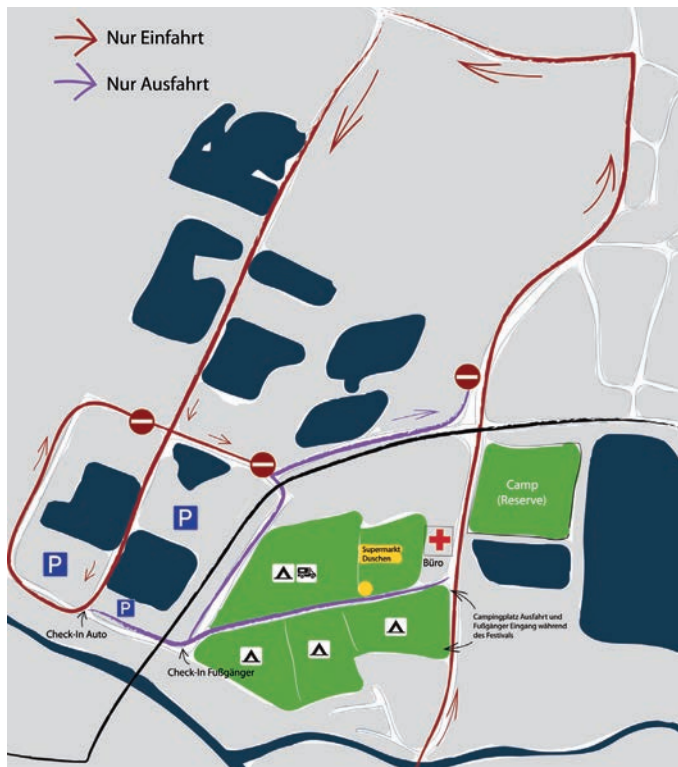 Nur Einfahrt
Nur Ausfahrt
Camp
(Reserve)
P
Supermarkt
Duschen
Büro
P
P
Check-In Auto
Check-In Fußgänger
Campingplatz Ausfahrt und
Fußgänger Eingang während
des Festivals